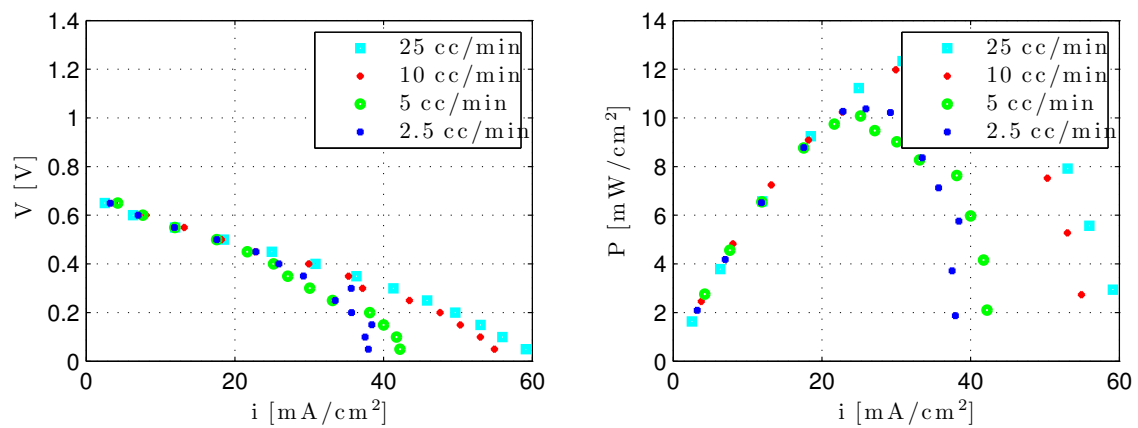 1.4
1.2
1
0.8
0.6
0.4
0.2
0
V [V]
0 20 40 60
i [mA/cm²]
25 cc/min
10 cc/min
5 cc/min
2.5 cc/min
14
12
10
8
6
4
2
0
P [mW/cm²]
0 20 40 60
i [mA/cm²]
25 cc/min
10 cc/min
5 cc/min
2.5 cc/min